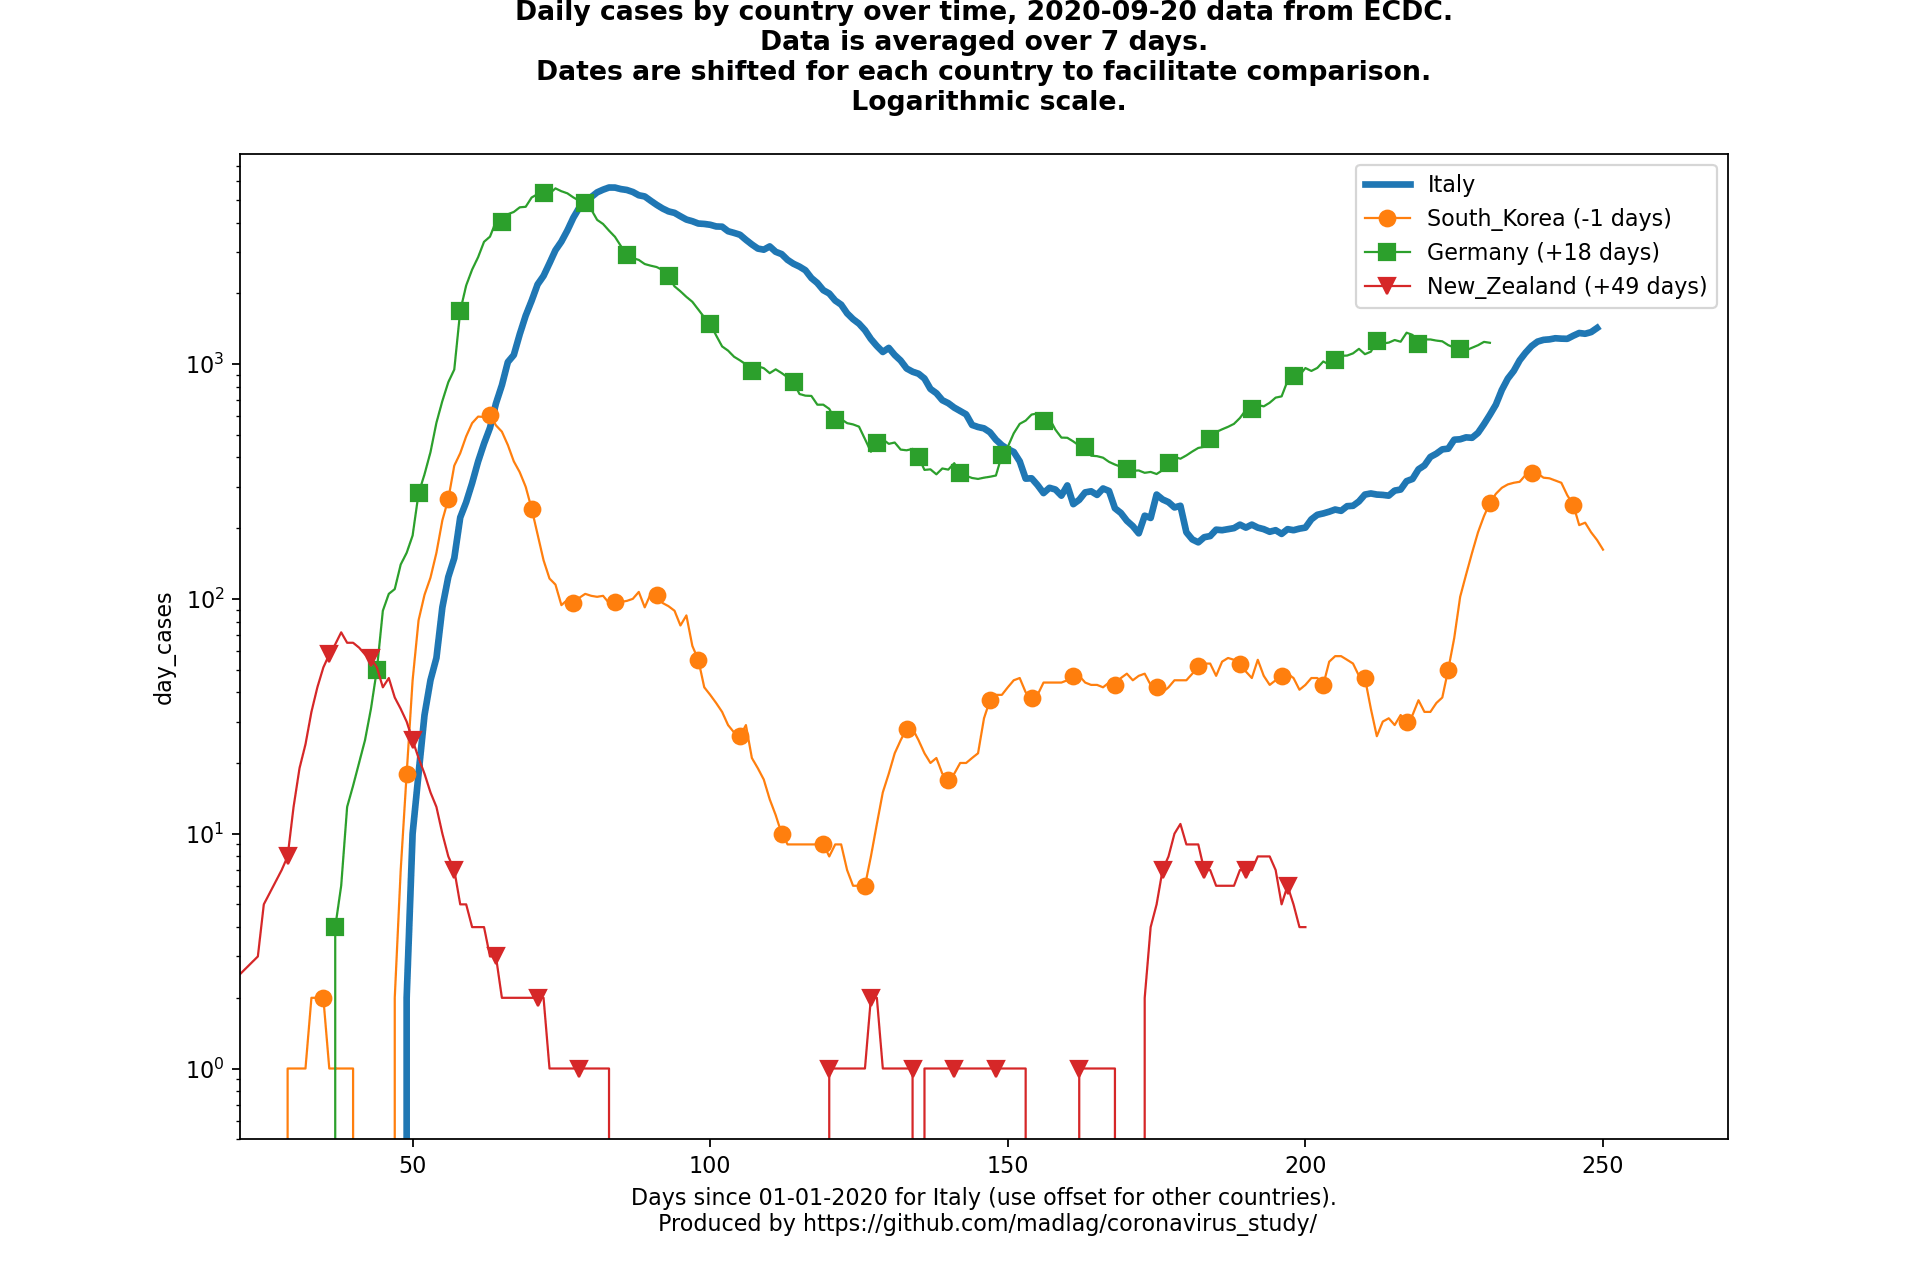 Daily cases by country over time, 2020-09-20 data from ECDC.
Data is averaged over 7 days.
Dates are shifted for each country to facilitate comparison.
Logarithmic scale.
Italy
South_Korea (-1 days)
Germany (+18 days)
New_Zealand (+49 days)
day_cases
10³
10²
10¹
10⁰
50 100 150 200 250
Days since 01-01-2020 for Italy (use offset for other countries).
Produced by https://github.com/madlag/coronavirus_study/